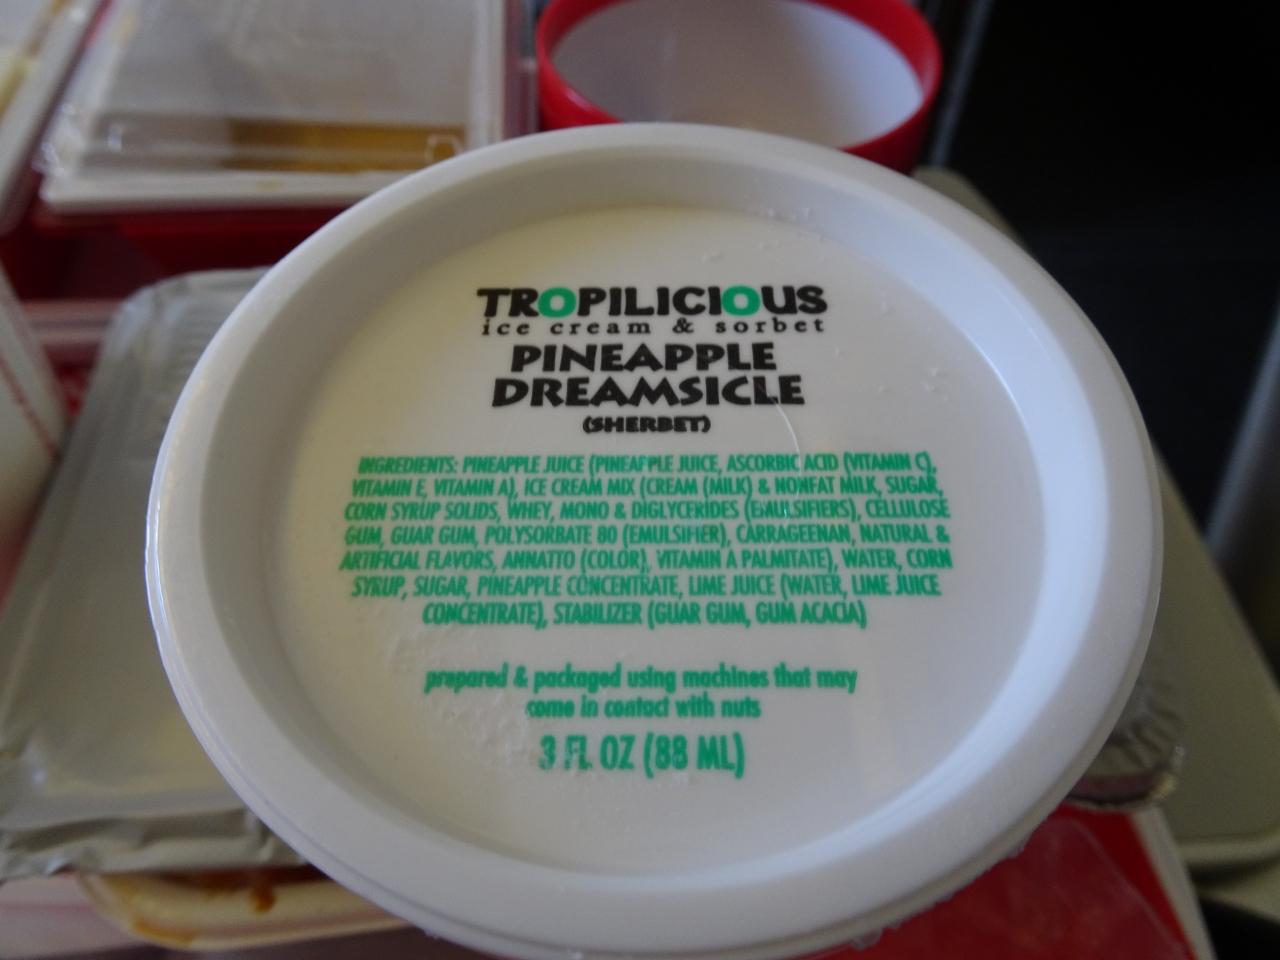 TROPILICIOUS
ice cream & sorbet
PINEAPPLE
DREAMSICLE
(SHERBET)
INGREDIENTS: PINEAPPLE JUICE (PINEAPPLE JUICE, ASCORBIC ACID (VITAMIN C),
VITAMIN E, VITAMIN A), ICE CREAM MIX (CREAM (MILK) & NONFAT MILK, SUGAR,
CORN SYRUP SOLIDS, WHEY, MONO & DIGLYCERIDES (EMULSIFIERS), CELLULOSE
GUM, GUAR GUM, POLYSORBATE 80 (EMULSIFIER), CARRAGEENAN, NATURAL &
ARTIFICIAL FLAVORS, ANNATTO (COLOR), VITAMIN A PALMITATE), WATER, CORN
SYRUP, SUGAR, PINEAPPLE CONCENTRATE, LIME JUICE (WATER, LIME JUICE
CONCENTRATE), STABILIZER (GUAR GUM, GUM ACACIA)
prepared & packaged using machines that may
come in contact with nuts
3 FL OZ (88 ML)